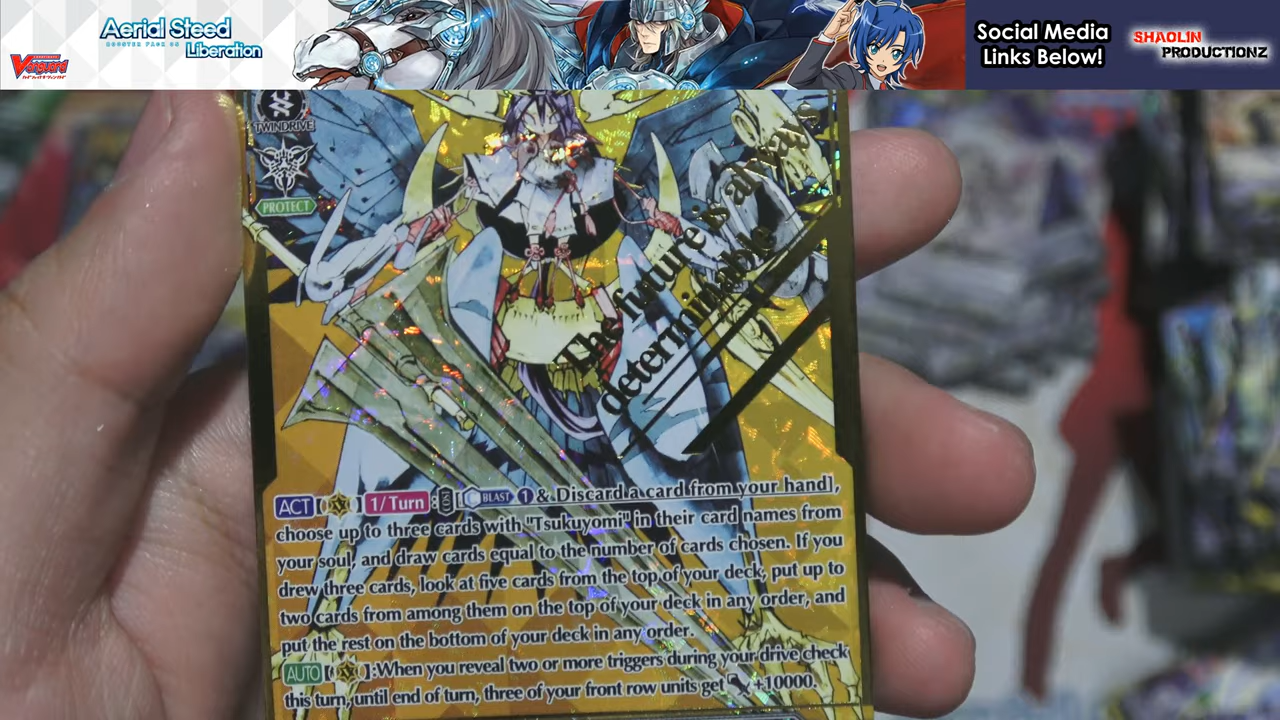 Aerial Steed
BOOSTER PACK 05
Liberation
Vanguard
Social Media
Links Below!
SHAOLIN
PRODUCTIONZ
TWINDRIVE
PROTECT
The future is always
determinable
ACT【V】1/Turn:COST [C BLAST 1 & Discard a card from your hand],
choose up to three cards with "Tsukuyomi" in their card names from
your soul, and draw cards equal to the number of cards chosen. If you
drew three cards, look at five cards from the top of your deck, put up to
two cards from among them on the top of your deck in any order, and
put the rest on the bottom of your deck in any order.
AUTO【V】:When you reveal two or more triggers during your drive check
this turn, until end of turn, three of your front row units get +10000.